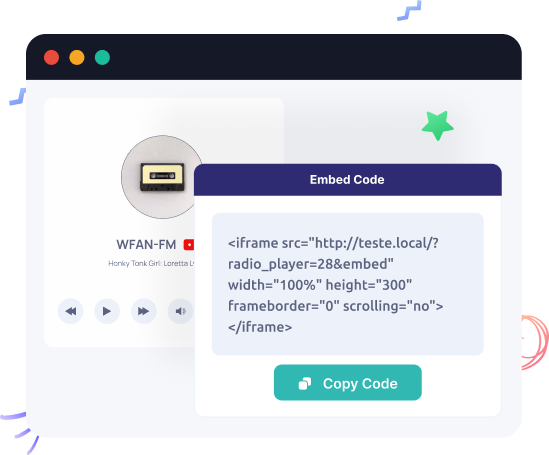 Embed Code
WFAN-FM
Honky Tonk Girl: Loretta
<iframe src="http://teste.local/?
radio_player=28&embed"
width="100%" height="300"
frameborder="0" scrolling="no">
</iframe>
Copy Code